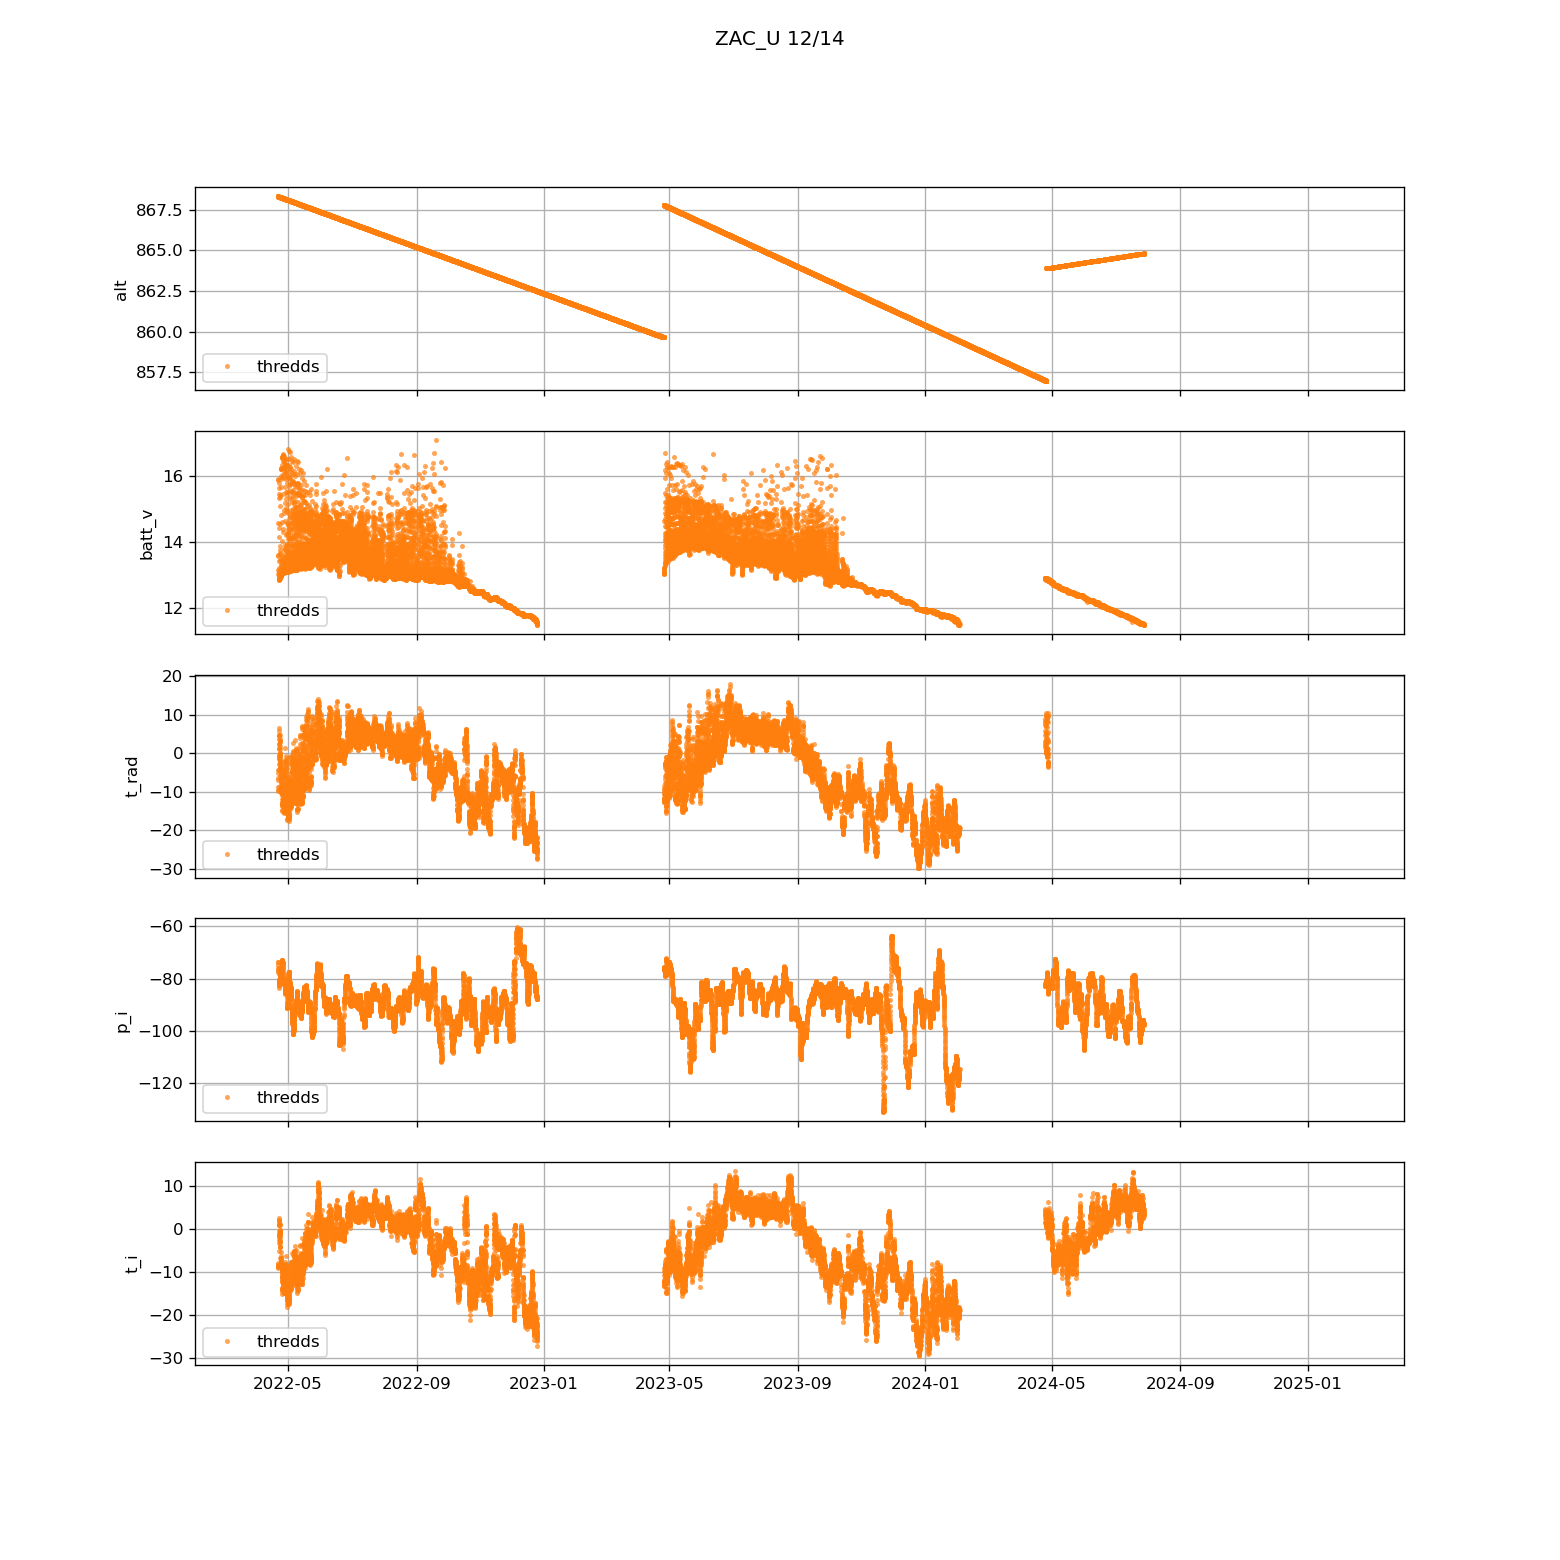 ZAC_U 12/14
alt
867.5
865.0
862.5
860.0
857.5
thredds
batt_v
16
14
12
thredds
t_rad
20
10
0
−10
−20
−30
thredds
p_i
−60
−80
−100
−120
thredds
t_i
10
0
−10
−20
−30
thredds
2022-05 2022-09 2023-01 2023-05 2023-09 2024-01 2024-05 2024-09 2025-01